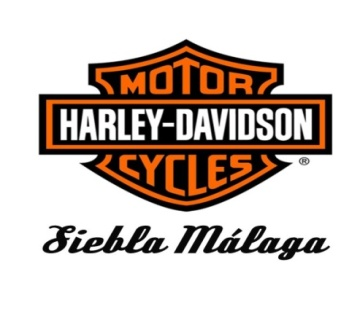 MOTOR
HARLEY-DAVIDSON
CYCLES
®
Siebla Málaga